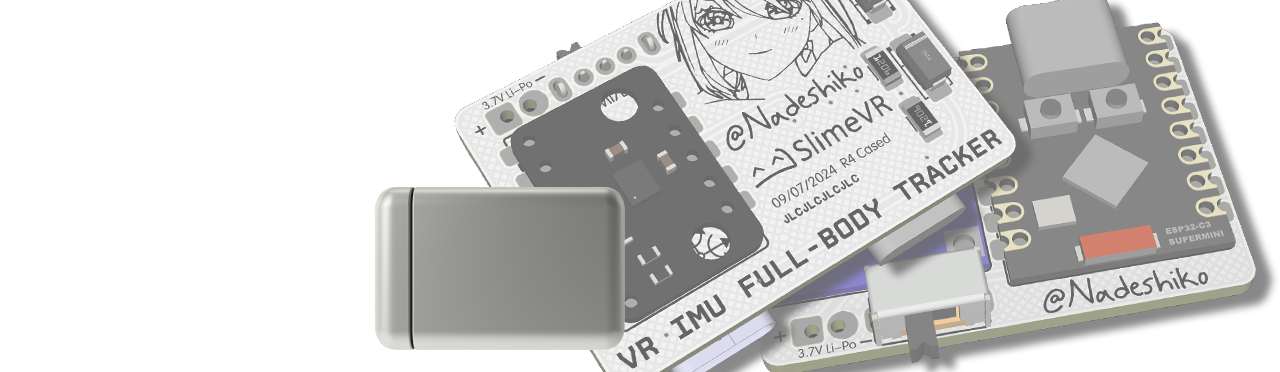 3.7V Li-Po
+
-
@Nadeshiko
^ ^) SlimeVR
09/07/2024 R4 Cased
JLCJLCJLCJLC
VR IMU FULL-BODY TRACKER
1206
ESP32-C3
SUPERMINI
@Nadeshiko
+
-
3.7V Li-Po